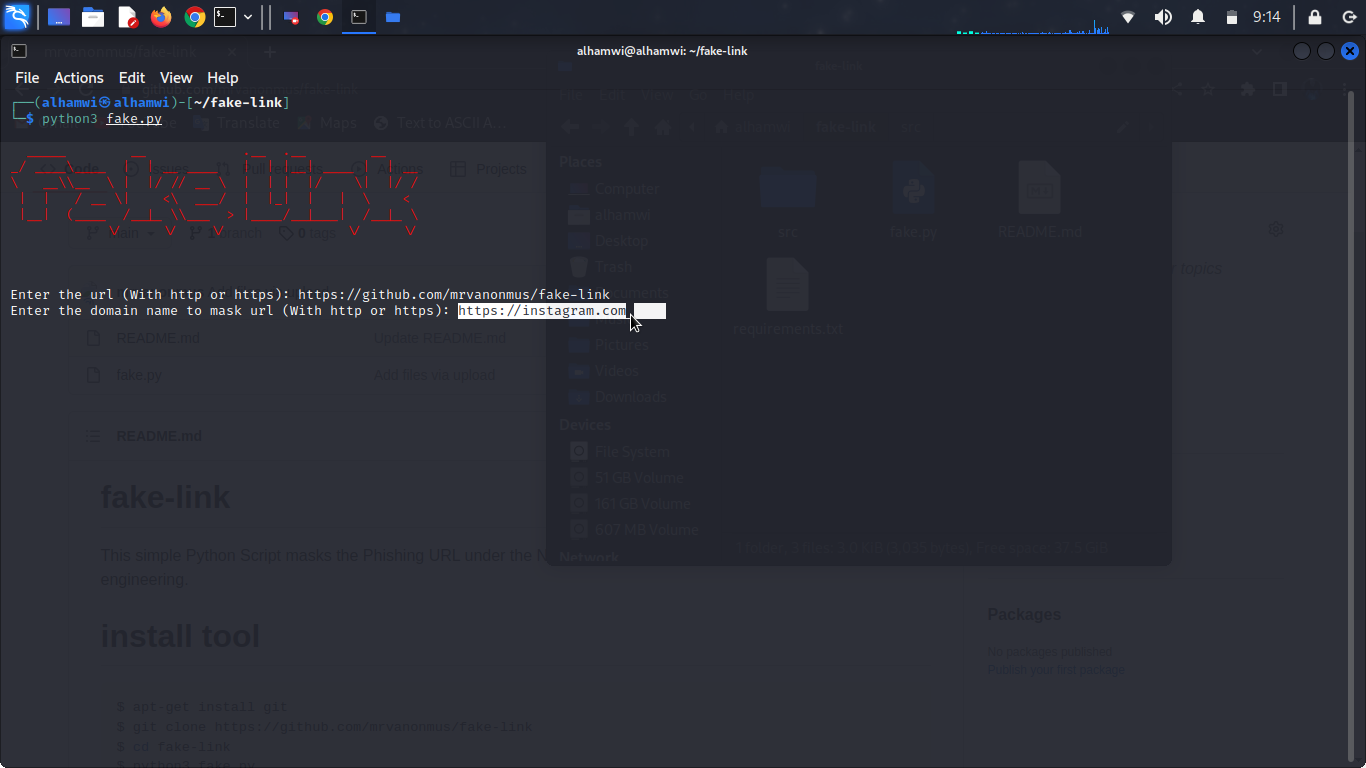 9:14
mrvanonmus/fake-link
alhamwi@alhamwi: ~/fake-link
File Actions Edit View Help
github.com/mrvanonmus/fake-link
File Edit View Go Help
┌──(alhamwi㉿alhamwi)-[~/fake-link]
└─$ python3 fake.py
Translate Maps Text to ASCII A...
alhamwi fake-link src
Code Issues Pull requests Actions Projects
Fake Link
Places
Computer
alhamwi
Desktop
Trash
Documents
Pictures
Videos
Downloads
Devices
File System
51 GB Volume
161 GB Volume
607 MB Volume
Network
src
fake.py
README.md
requirements.txt
main 1 branch 0 tags
topics
Enter the url (With http or https): https://github.com/mrvanonmus/fake-link
Enter the domain name to mask url (With http or https): https://instagram.com
README.md Update README.md
fake.py Add files via upload
README.md
fake-link
This simple Python Script masks the Phishing URL under the
engineering
install tool
$ apt-get install git
$ git clone https://github.com/mrvanonmus/fake-link
$ cd fake-link
$ python3 fake.py
Packages
No packages published
Publish your first package